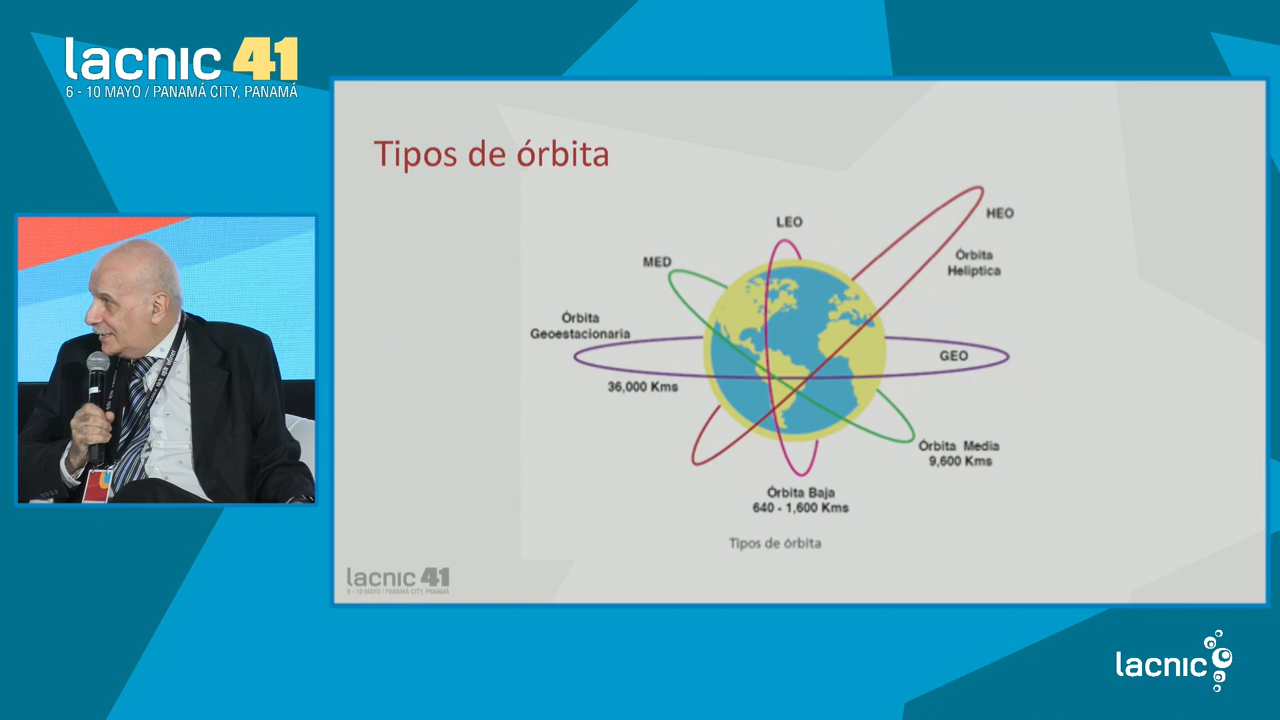 lacnic 41
6 - 10 MAYO / PANAMÁ CITY, PANAMÁ
Tipos de órbita
LEO
HEO
MED
Órbita
Heliptica
Órbita
Geoestacionaria
GEO
36,000 Kms
Órbita Media
9,600 Kms
Órbita Baja
640 - 1,600 Kms
Tipos de órbita
lacnic 41
6 - 10 MAYO / PANAMÁ CITY, PANAMÁ
lacnic